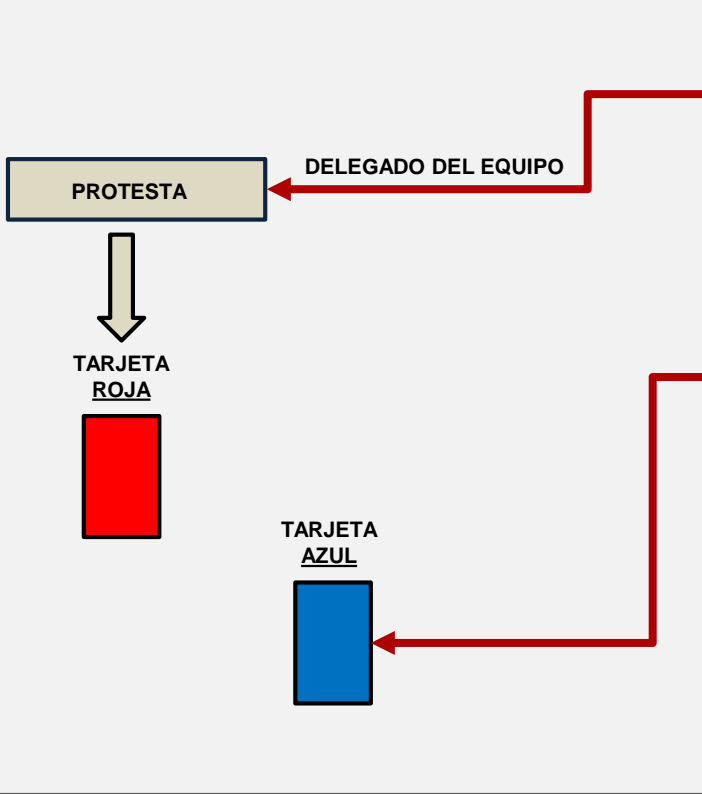 DELEGADO DEL EQUIPO
PROTESTA
TARJETA
ROJA
TARJETA
AZUL